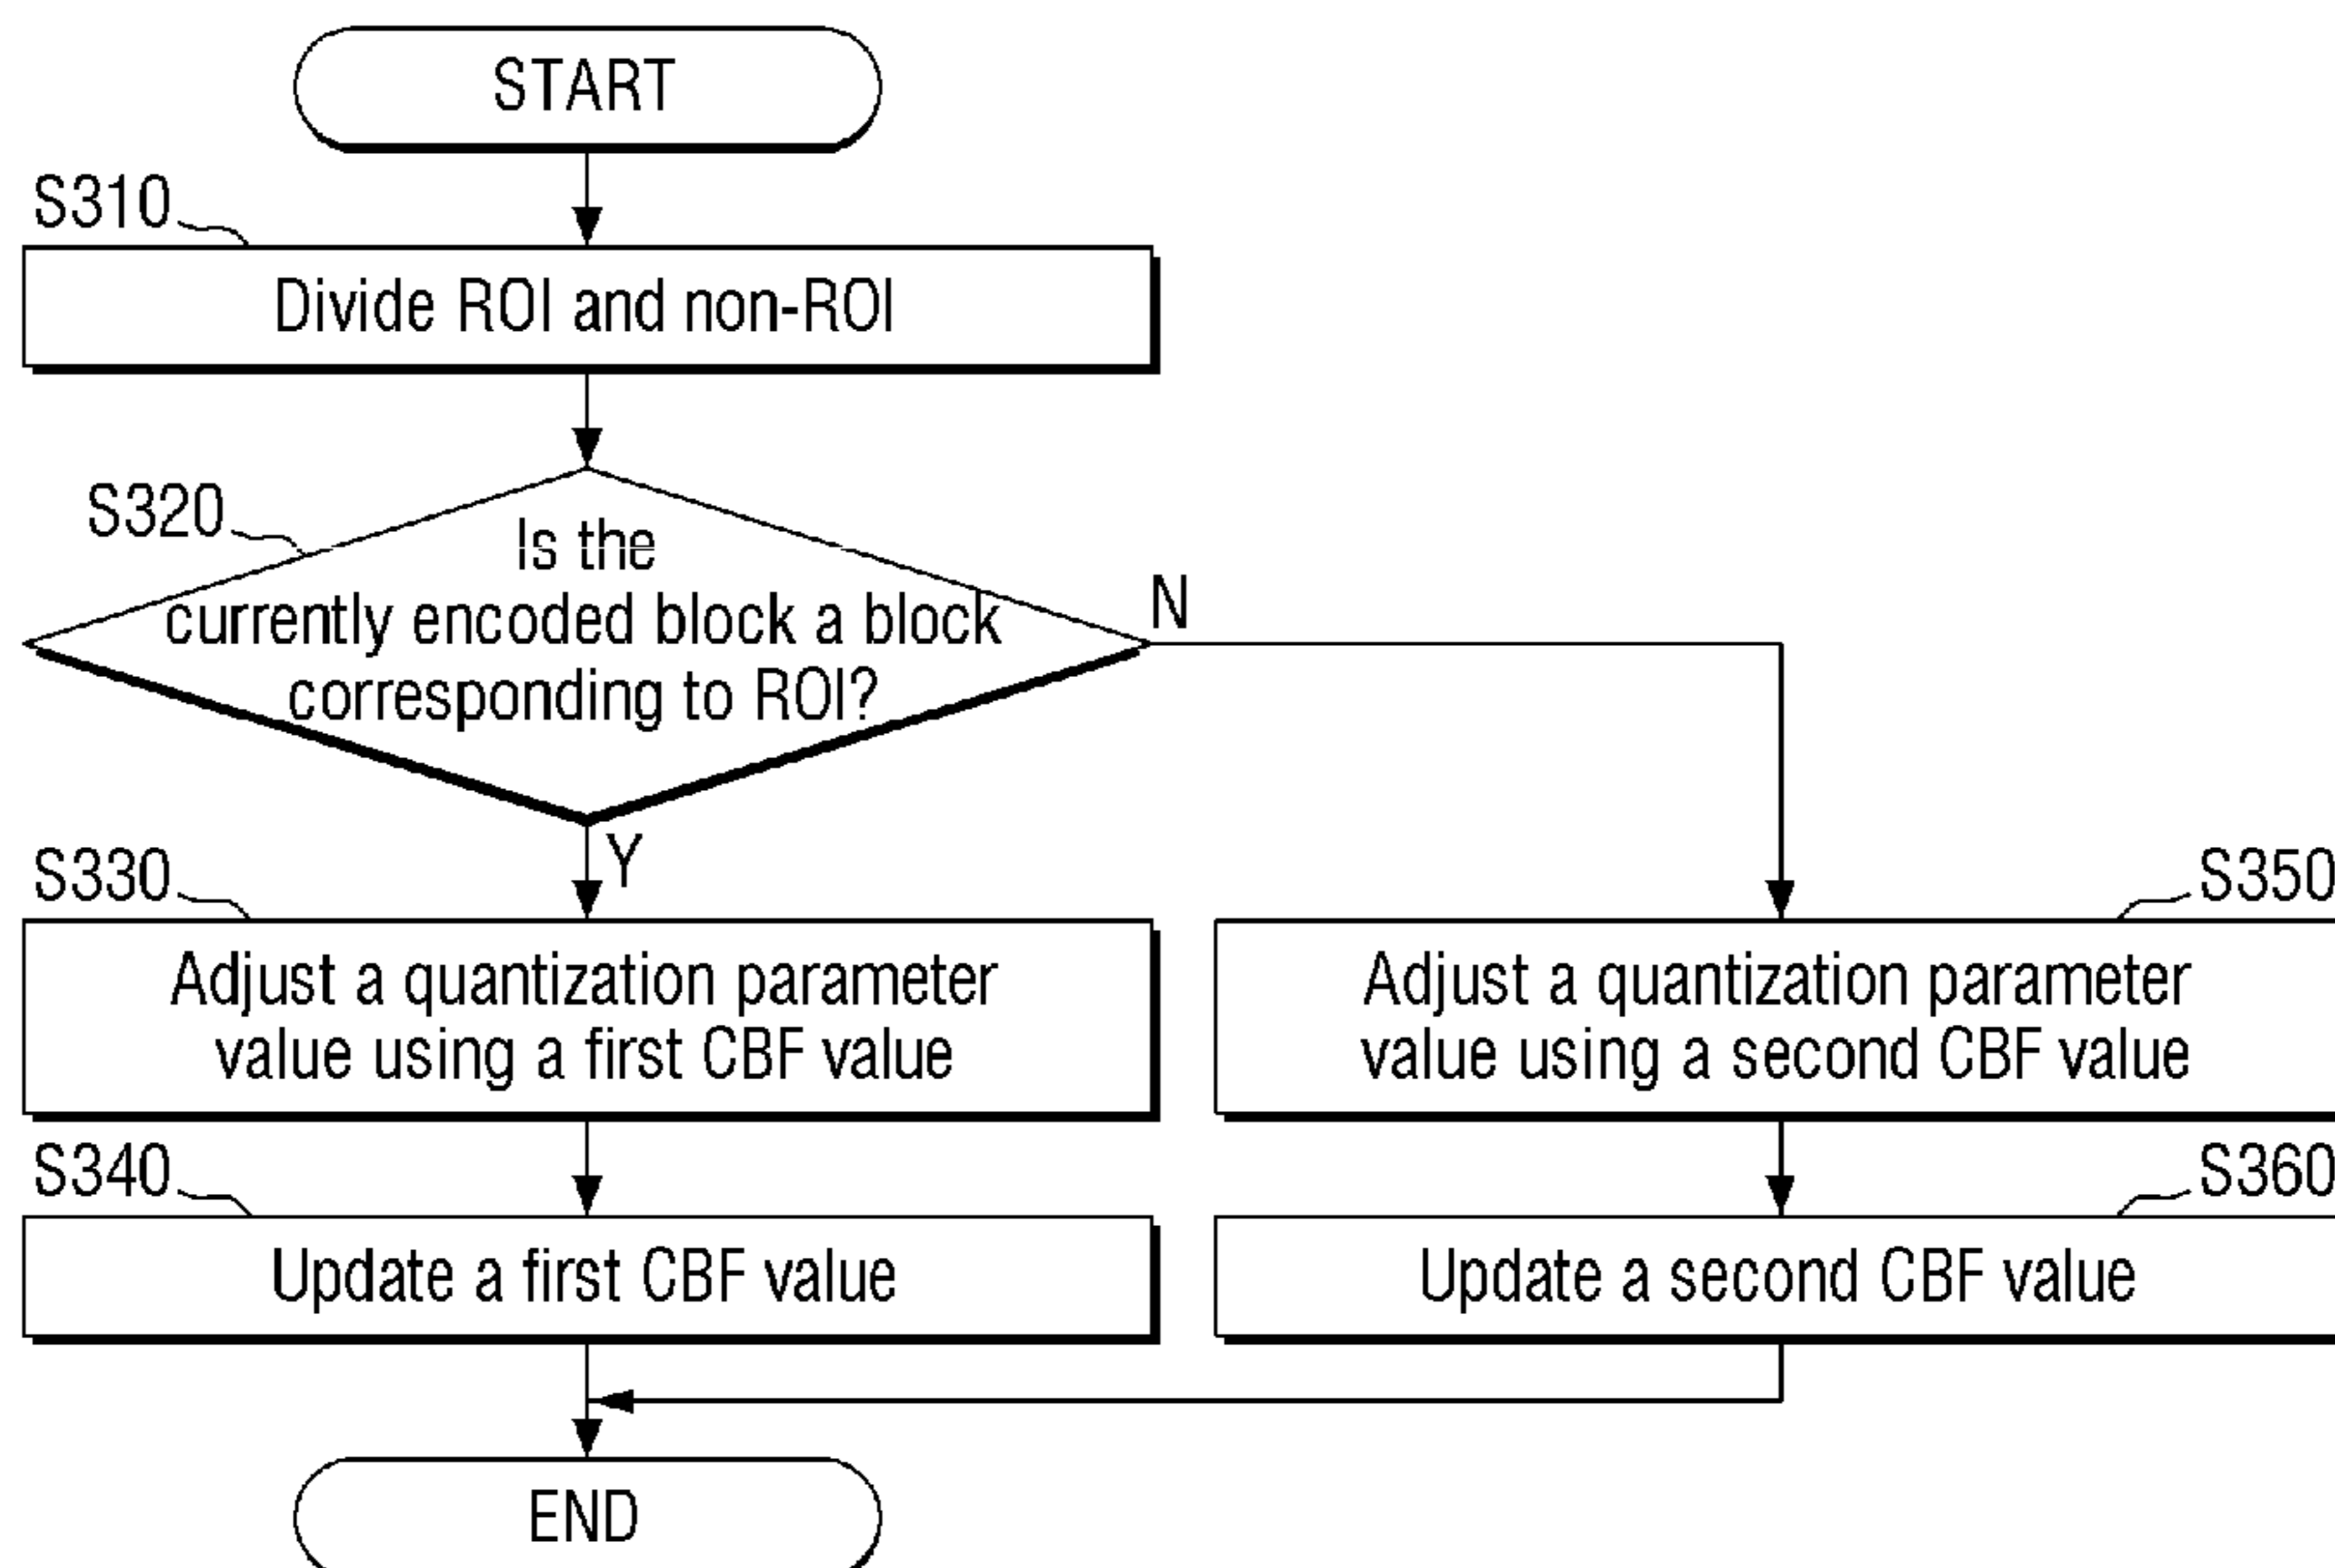 START
S310
Divide ROI and non-ROI
S320
Is the
currently encoded block a block
corresponding to ROI?
N
Y
S330
Adjust a quantization parameter
value using a first CBF value
S350
Adjust a quantization parameter
value using a second CBF value
S340
Update a first CBF value
S360
Update a second CBF value
END